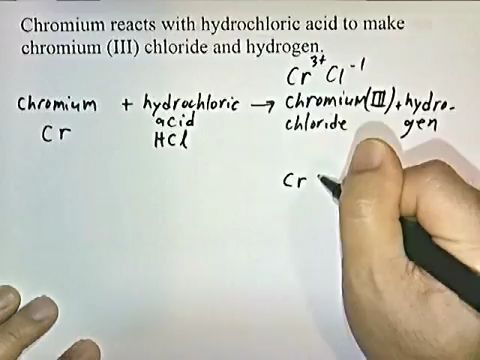 Chromium reacts with hydrochloric acid to make
chromium (III) chloride and hydrogen.
Cr³⁺Cl⁻¹
chromium + hydrochloric acid → chromium(III) chloride + hydro-gen
Cr HCl
Cr